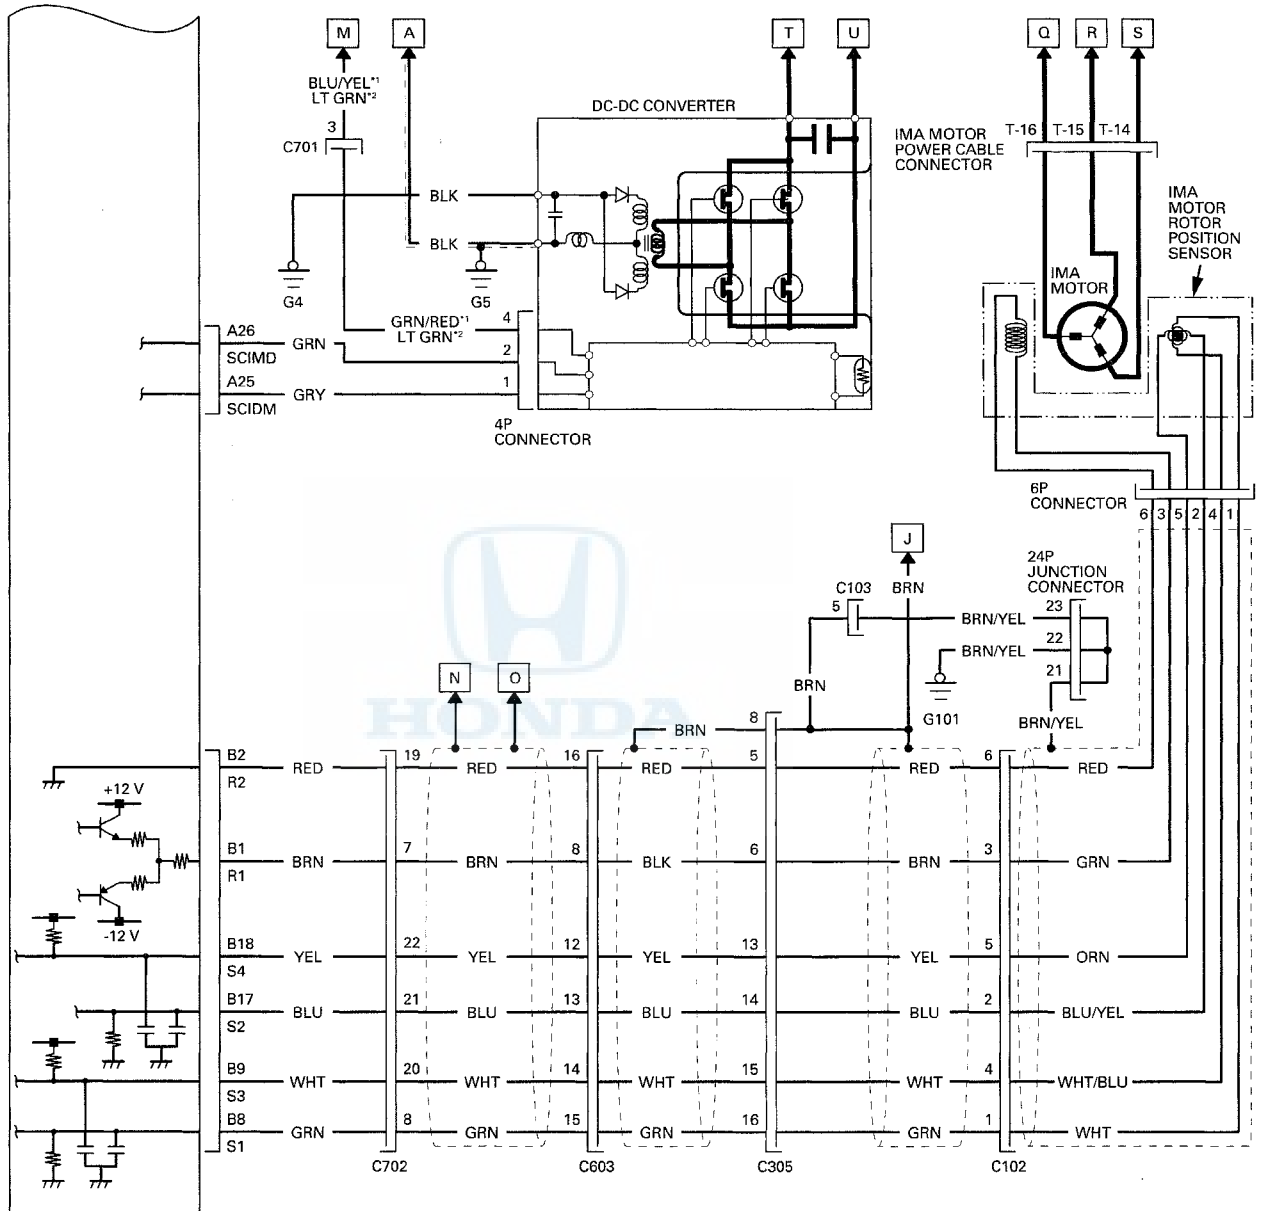 M
A
T
U
Q
R
S
BLU/YEL*1
LT GRN*2
3
C701
DC-DC CONVERTER
IMA MOTOR
POWER CABLE
CONNECTOR
T-16
T-15
T-14
IMA
MOTOR
ROTOR
POSITION
SENSOR
BLK
BLK
G4
G5
IMA
MOTOR
A26
SCIMD
GRN
GRN/RED*1
LT GRN*2
4
2
A25
SCIDM
GRY
1
4P
CONNECTOR
6P
CONNECTOR
6 3 5 2 4 1
HONDA
J
BRN
C103
5
BRN/YEL
24P
JUNCTION
CONNECTOR
23
BRN/YEL
22
21
BRN
G101
BRN/YEL
N
O
BRN
8
B2
R2
RED
19
RED
16
RED
5
RED
6
RED
+12 V
B1
R1
BRN
7
BRN
8
BLK
6
BRN
3
GRN
-12 V
B18
S4
YEL
22
YEL
12
YEL
13
YEL
5
ORN
B17
S2
BLU
21
BLU
13
BLU
14
BLU
2
BLU/YEL
B9
S3
WHT
20
WHT
14
WHT
15
WHT
4
WHT/BLU
B8
S1
GRN
8
GRN
15
GRN
16
GRN
1
WHT
C702
C603
C305
C102